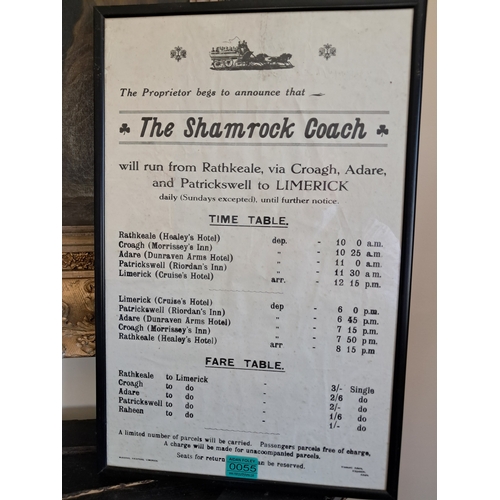 The Proprietor begs to announce that
The Shamrock Coach
will run from Rathkeale, via Croagh, Adare,
and Patrickswell to LIMERICK
daily (Sundays excepted), until further notice.
TIME TABLE.
Rathkeale (Healey's Hotel) dep. - 10 0 a.m.
Croagh (Morrissey's Inn) " - 10 25 a.m.
Adare (Dunraven Arms Hotel) " - 11 0 a.m.
Patrickswell (Riordan's Inn) " - 11 30 a.m.
Limerick (Cruise's Hotel) arr. - 12 15 p.m.
Limerick (Cruise's Hotel) dep - 6 0 p.m.
Patrickswell (Riordan's Inn) " - 6 45 p.m.
Adare (Dunraven Arms Hotel) " - 7 15 p.m.
Croagh (Morrissey's Inn) " - 7 50 p.m.
Rathkeale (Healey's Hotel) arr - 8 15 p.m
FARE TABLE.
Rathkeale to Limerick - 3/- Single
Croagh to do - 2/6 do
Adare to do - 2/- do
Patrickswell to do - 1/6 do
Raheen to do - 1/- do
A limited number of parcels will be carried. Passengers parcels free of charge.
A charge will be made for unaccompanied parcels.
Seats for return can be reserved.
0055